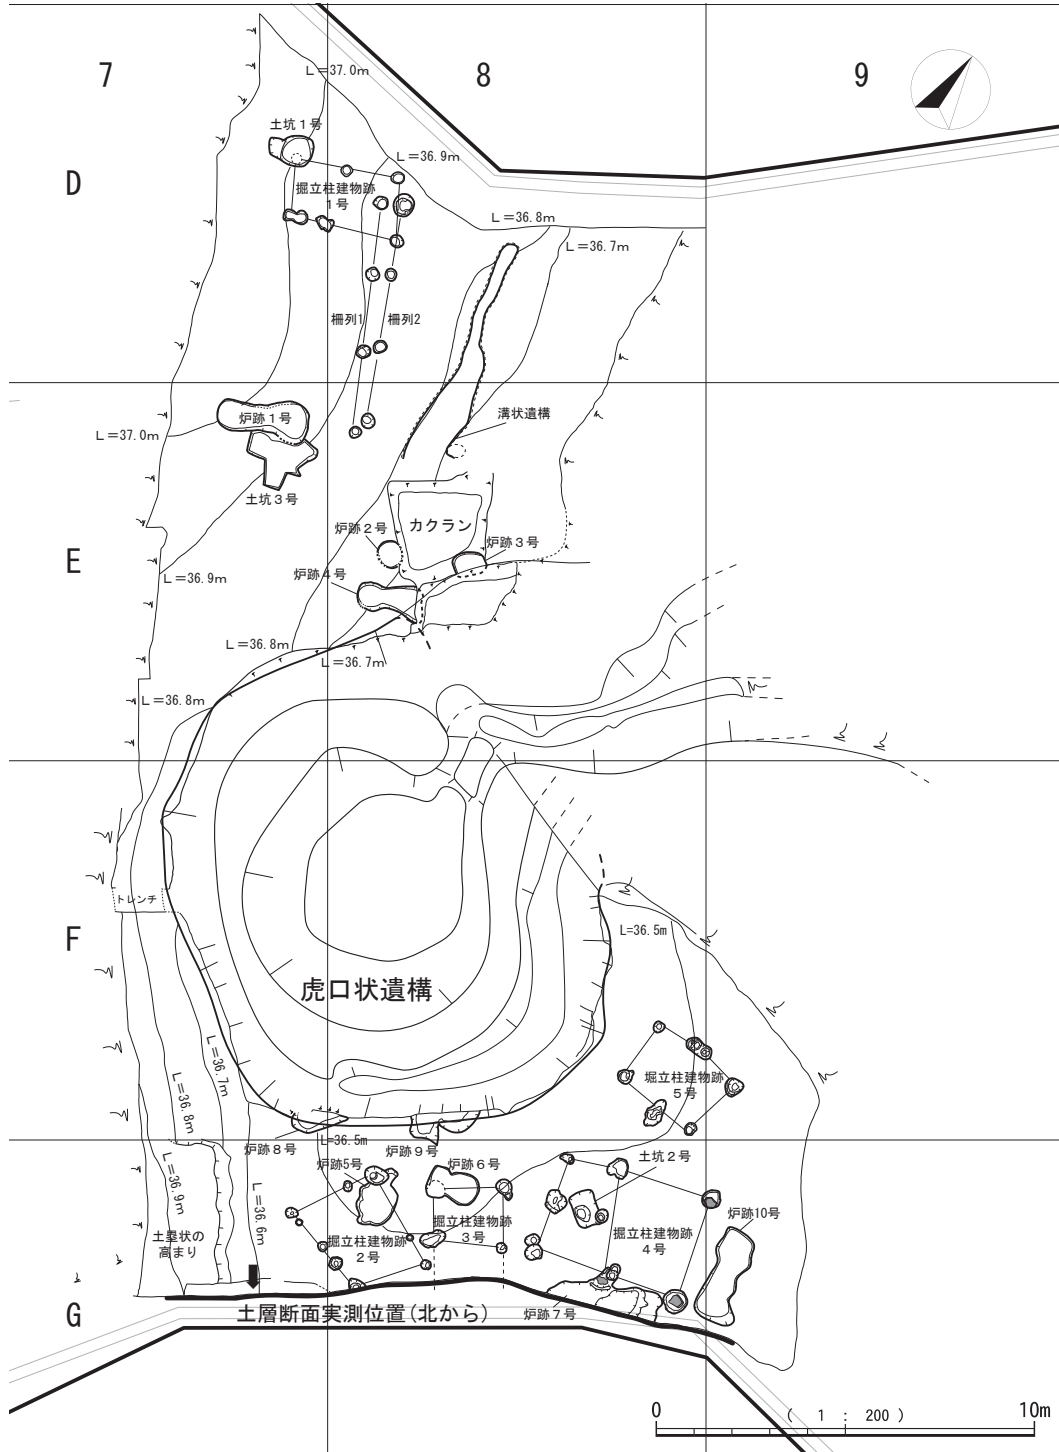 7
8
9
L=37.0m
土坑1号
L=36.9m
D
掘立柱建物跡
1号
L=36.8m
L=36.7m
柵列1
柵列2
炉跡1号
溝状遺構
L=37.0m
土坑3号
カクラン
炉跡2号
炉跡3号
E
炉跡4号
L=36.9m
L=36.8m
L=36.7m
L=36.8m
トレンチ
F
L=36.5m
虎口状遺構
L=36.7m
L=36.8m
堀立柱建物跡
5号
炉跡8号
L=36.5m
炉跡9号
土坑2号
炉跡5号
炉跡6号
L=36.9m
L=36.6m
炉跡10号
土塁状の
高まり
掘立柱建物跡
2号
掘立柱建物跡
3号
掘立柱建物跡
4号
G
土層断面実測位置(北から)
炉跡7号
0
( 1 : 200 )
10m